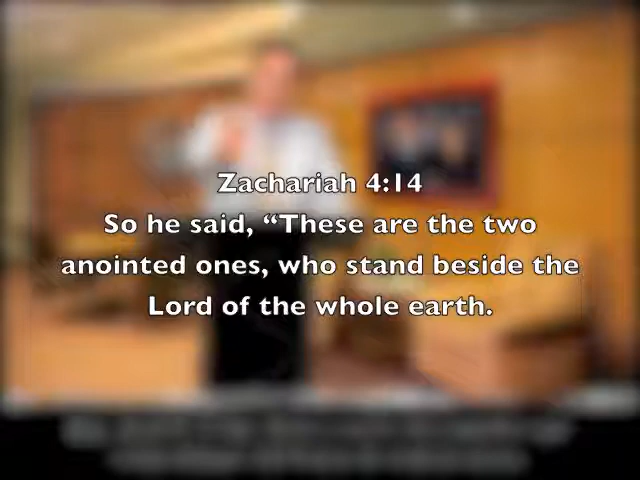 Zachariah 4:14
So he said, “These are the two
anointed ones, who stand beside the
Lord of the whole earth.